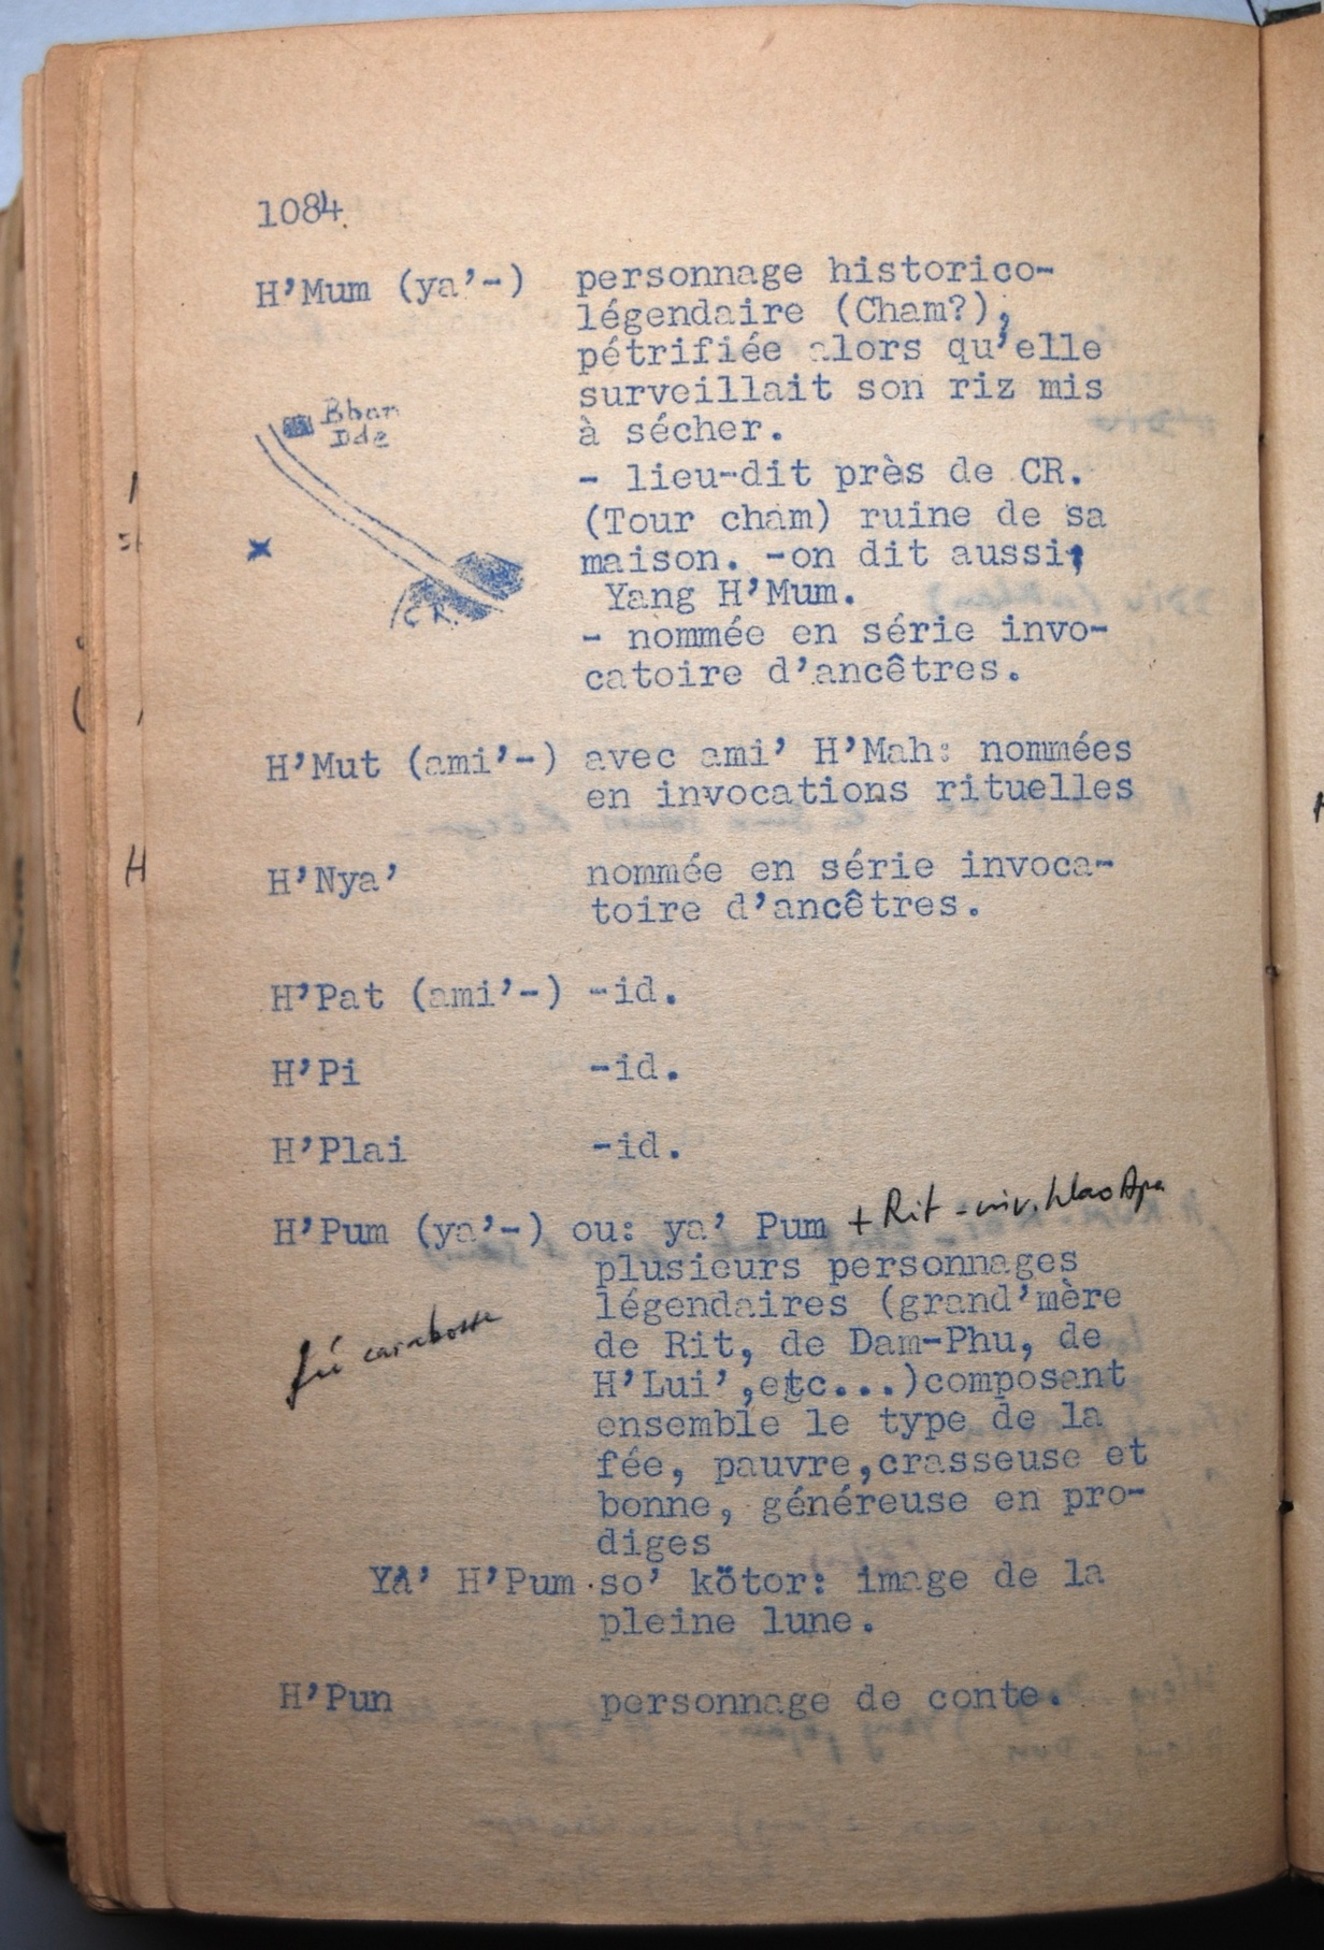 1084.
H'Mum (ya'-) personnage historico-
légendaire (Cham?),
pétrifiée alors qu'elle
surveillait son riz mis
à sécher.
- lieu-dit près de CR.
(Tour cham) ruine de sa
maison. -on dit aussi,
Yang H'Mum.
- nommée en série invo-
catoire d'ancêtres.
Bbon
Dde
CR.
H'Mut (ami'-) avec ami' H'Mah: nommées
en invocations rituelles
H'Nya' nommée en série invoca-
toire d'ancêtres.
H'Pat (ami'-) -id.
H'Pi -id.
H'Plai -id.
H'Pum (ya'-) ou: ya' Pum + Rit - inv. hlao Apa
plusieurs personnages
légendaires (grand'mère
de Rit, de Dam-Phu, de
H'Lui',etc...)composent
ensemble le type de la
fée, pauvre,crasseuse et
bonne, généreuse en pro-
diges
fée carabosse
Ya' H'Pum so' kötor: image de la
pleine lune.
H'Pun personnage de conte.
H